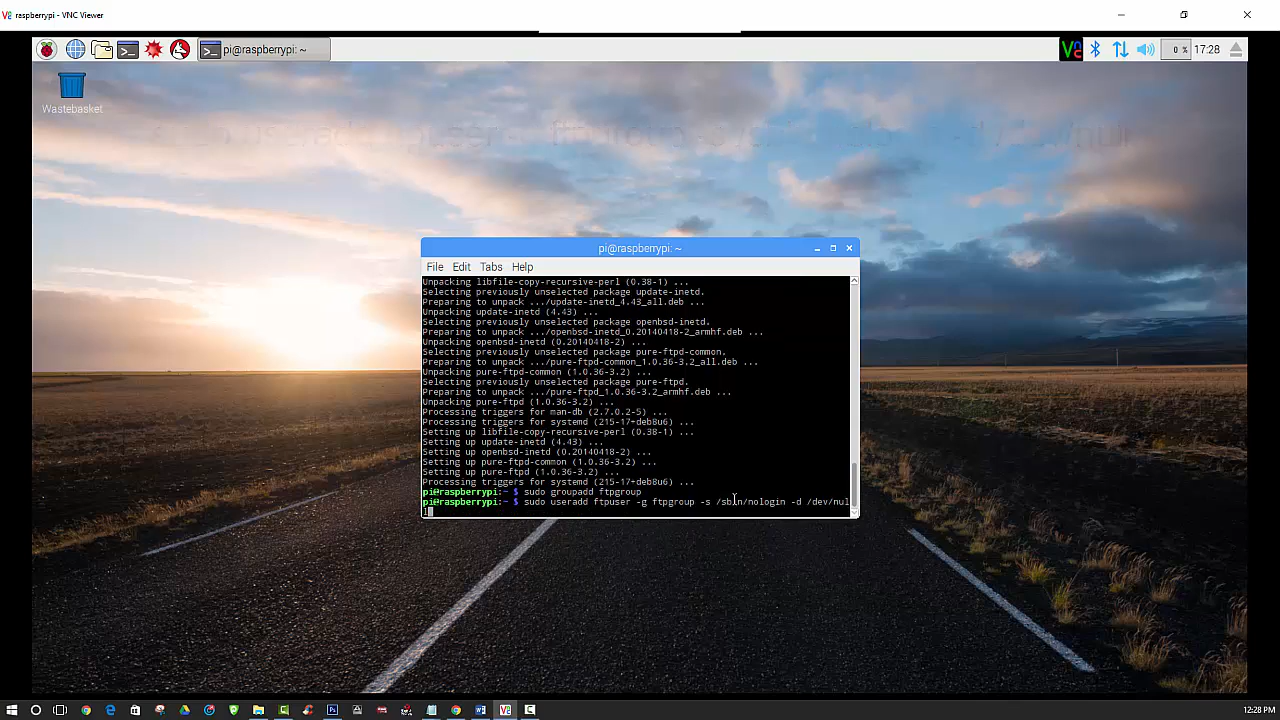 raspberrypi - VNC Viewer
pi@raspberrypi: ~
0 %
17:28
Wastebasket
pi@raspberrypi: ~
File Edit Tabs Help
Unpacking libfile-copy-recursive-perl (0.38-1) ...
Selecting previously unselected package update-inetd.
Preparing to unpack .../update-inetd_4.43_all.deb ...
Unpacking update-inetd (4.43) ...
Selecting previously unselected package openbsd-inetd.
Preparing to unpack .../openbsd-inetd_0.20140418-2_armhf.deb ...
Unpacking openbsd-inetd (0.20140418-2) ...
Selecting previously unselected package pure-ftpd-common.
Preparing to unpack .../pure-ftpd-common_1.0.36-3.2_all.deb ...
Unpacking pure-ftpd-common (1.0.36-3.2) ...
Selecting previously unselected package pure-ftpd.
Preparing to unpack .../pure-ftpd_1.0.36-3.2_armhf.deb ...
Unpacking pure-ftpd (1.0.36-3.2) ...
Processing triggers for man-db (2.7.0.2-5) ...
Processing triggers for systemd (215-17+deb8u6) ...
Setting up libfile-copy-recursive-perl (0.38-1) ...
Setting up update-inetd (4.43) ...
Setting up openbsd-inetd (0.20140418-2) ...
Setting up pure-ftpd-common (1.0.36-3.2) ...
Setting up pure-ftpd (1.0.36-3.2) ...
Processing triggers for systemd (215-17+deb8u6) ...
pi@raspberrypi:~ $ sudo groupadd ftpgroup
pi@raspberrypi:~ $ sudo useradd ftpuser -g ftpgroup -s /sbin/nologin -d /dev/nul
l
12:28 PM